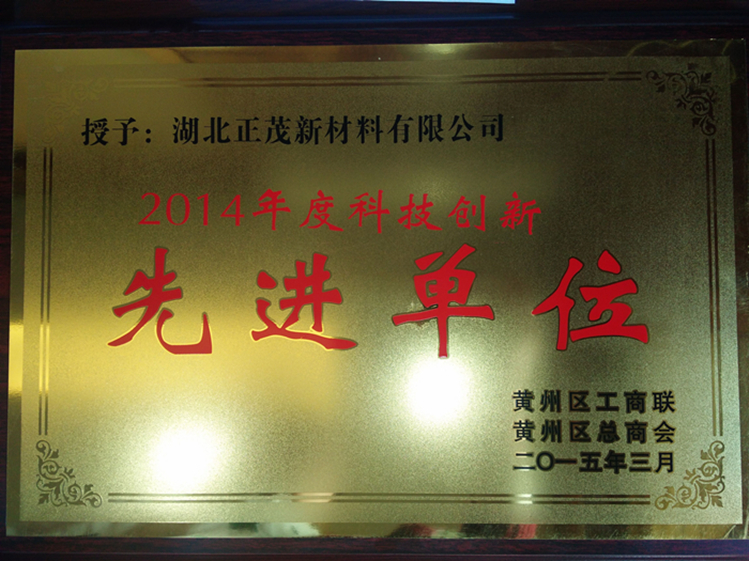 授予：湖北正茂新材料有限公司
2014年度科技创新
先进单位
黄州区工商联
黄州区总商会
二〇一五年三月